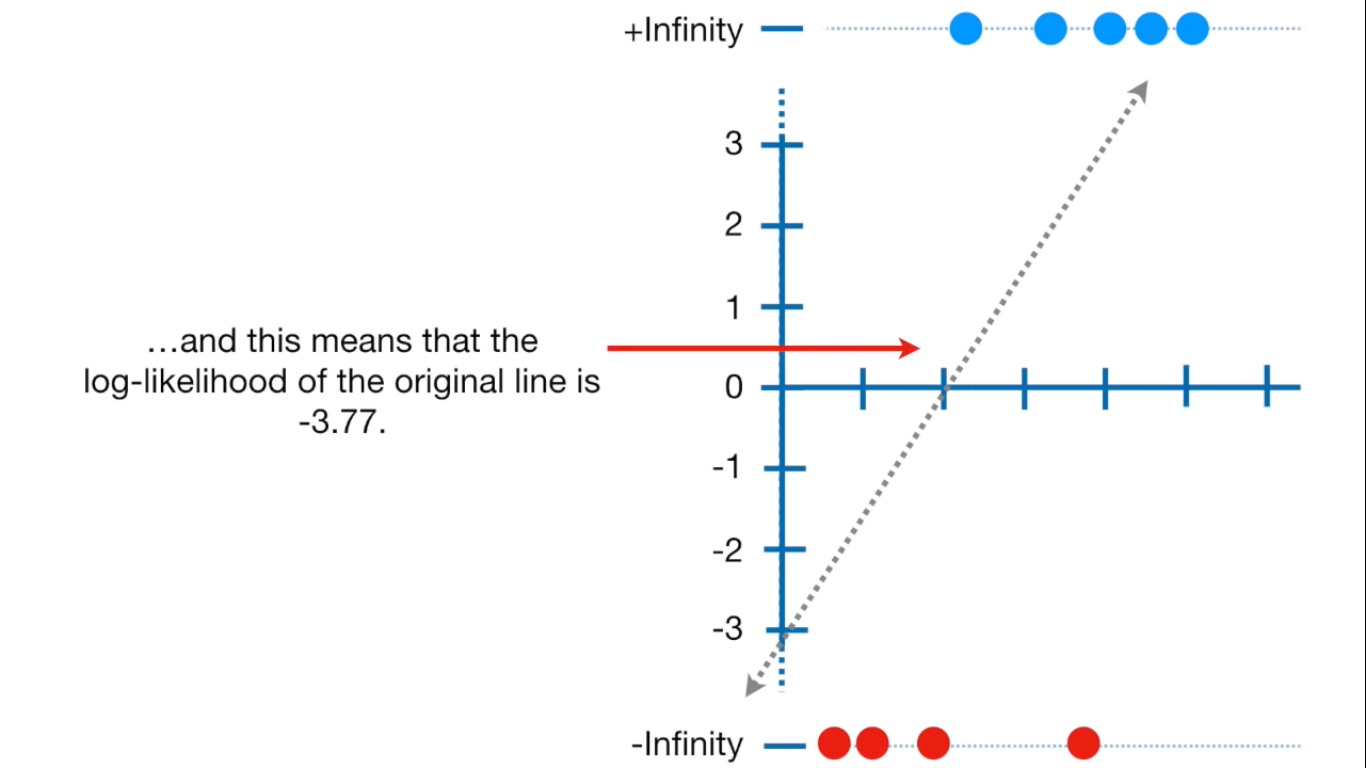 +Infinity
3
2
1
…and this means that the
log-likelihood of the original line is
-3.77.
0
-1
-2
-3
-Infinity